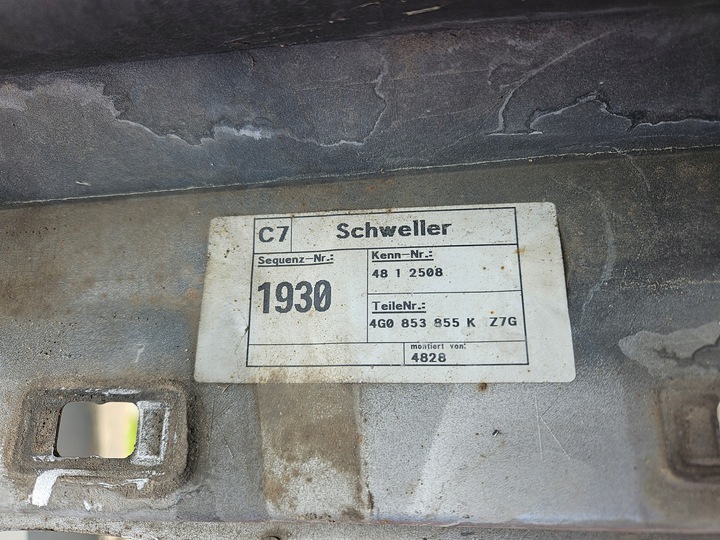 C7 Schweller
Sequenz-Nr.:
1930
Kenn-Nr.:
48 1 2508
TeileNr.:
4G0 853 855 K Z7G
montiert von:
4828